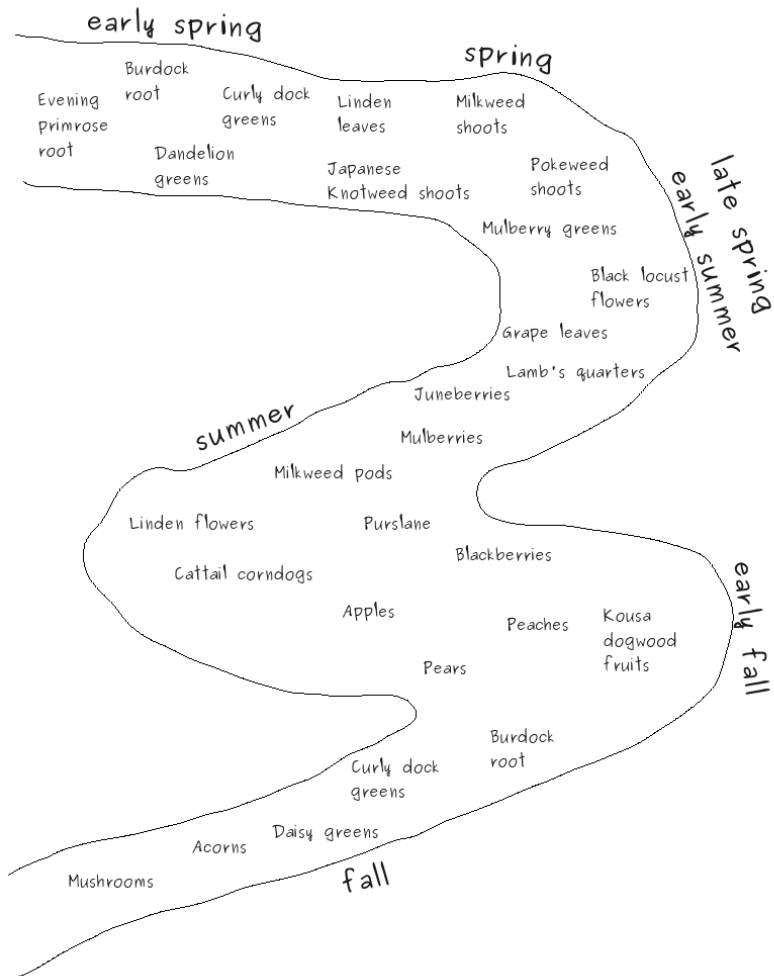 early spring
spring
Burdock
root
Evening
primrose
root
Curly dock
greens
Linden
leaves
Milkweed
shoots
Dandelion
greens
Japanese
Knotweed shoots
Pokeweed
shoots
late spring
early summer
Mulberry greens
Black locust
flowers
Grape leaves
Lamb's quarters
Juneberries
summer
Mulberries
Milkweed pods
Linden flowers
Purslane
Blackberries
Cattail corndogs
Apples
Peaches
Kousa
dogwood
fruits
early fall
Pears
Burdock
root
Curly dock
greens
Daisy greens
Acorns
Mushrooms
fall